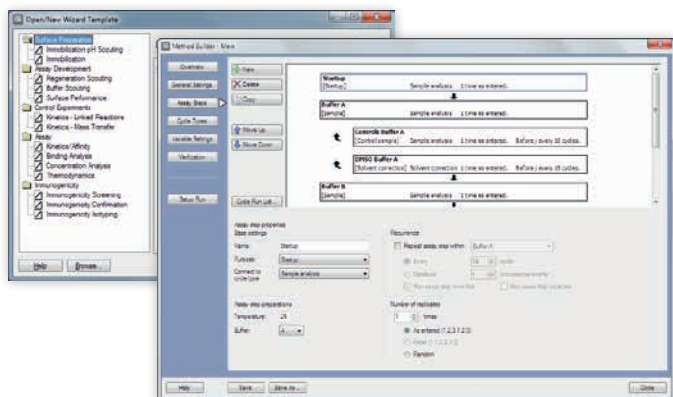 Open/New Wizard Template
Surface Preparation
Immobilization pH Scouting
Immobilization
Assay Development
Regeneration Scouting
Buffer Scouting
Surface Performance
Control Experiments
Kinetics - Linked Reactions
Kinetics - Mass Transfer
Assay
Kinetics/Affinity
Binding Analysis
Concentration Analysis
Thermodynamics
Immunogenicity
Immunogenicity Screening
Immunogenicity Confirmation
Immunogenicity Isotyping
Help
Browse...
Method Builder - Main
Overview
General Settings
Assay Steps
Cycle Types
Variable Settings
Verification
Setup Run
New
Delete
Copy
Move Up
Move Down
Cycle Run List...
Startup
[Startup] Sample analysis 1 time as entered.
Buffer A
[Sample] Sample analysis 1 time as entered.
Controls Buffer A
[Control sample] Sample analysis 1 time as entered. Before/every 10 cycles.
DMSO Buffer A
[Solvent correction] Solvent correction 1 time as entered. Before/every
Buffer B
[Sample] Sample analysis 1 time as entered.
Assay step properties
Base settings
Name: Startup
Purpose: Startup
Connect to cycle type: Sample analysis
Assay step preparations
Temperature: 25
Buffer: A
Recurrence
Repeat assay step within: Buffer A
Every cycle
Distribute
Number of replicates
1 times
As entered (1,2,3,1,2,3)
Random
Help
Save
Save As...
Close